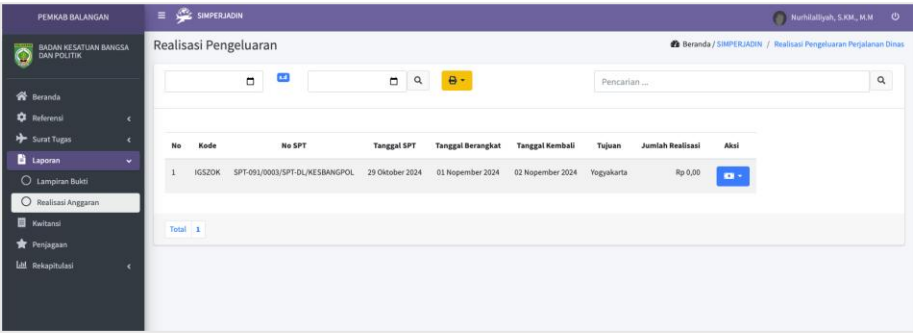 PEMKAB BALANGAN
SIMPERJADIN
Nurhilalliyah, S.KM., M.M
BADAN KESATUAN BANGSA
DAN POLITIK
Beranda
Referensi
Surat Tugas
Laporan
Lampiran Bukti
Realisasi Anggaran
Kwitansi
Penjagaan
Rekapitulasi
Realisasi Pengeluaran
Beranda / SIMPERJADIN / Realisasi Pengeluaran Perjalanan Dinas
s.d
Pencarian ...
No Kode No SPT Tanggal SPT Tanggal Berangkat Tanggal Kembali Tujuan Jumlah Realisasi Aksi
1 IGSZOK SPT-091/0003/SPT-DL/KESBANGPOL 29 Oktober 2024 01 Nopember 2024 02 Nopember 2024 Yogyakarta Rp 0,00
Total 1